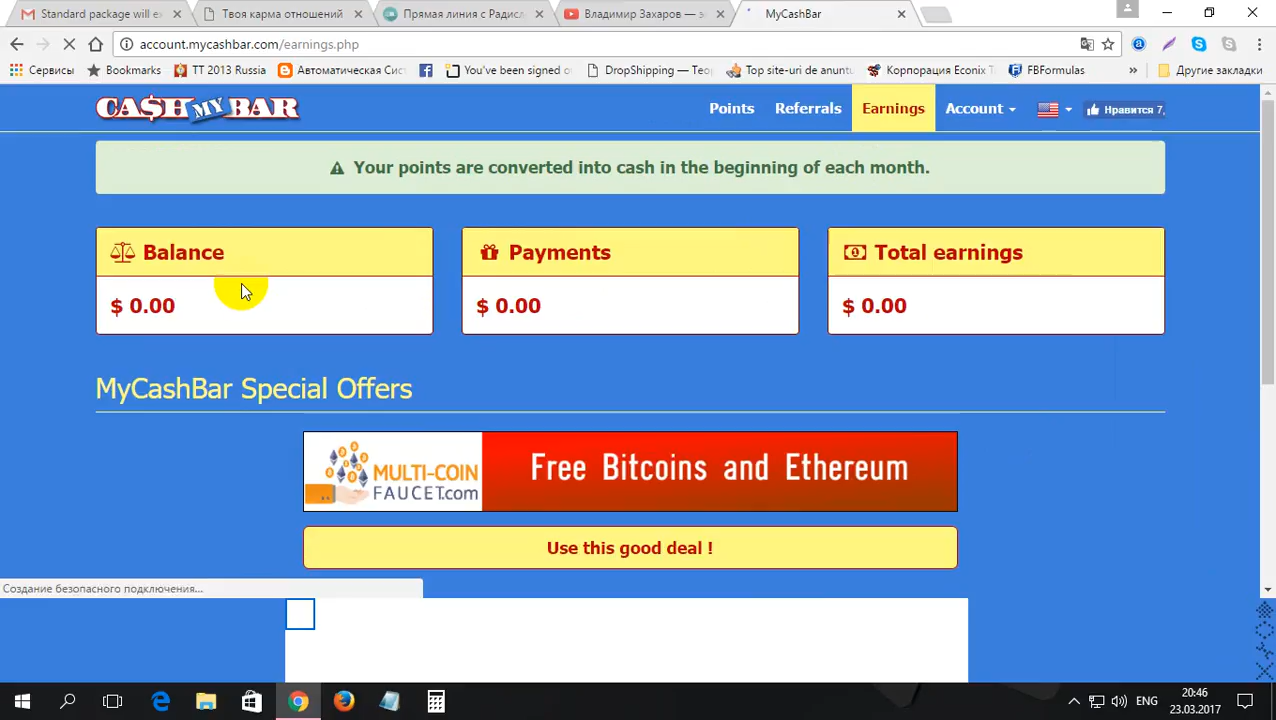 Standard package will ex
Твоя карма отношений
Прямая линия с Радисл
Владимир Захаров — э
MyCashBar
account.mycashbar.com/earnings.php
Сервисы
Bookmarks
TT 2013 Russia
Автоматическая Сис
You've been signed o
DropShipping — Тео
Top site-uri de anuntu
Корпорация Econix Т
FBFormulas
»
Другие закладки
CA$H MY BAR
Points
Referrals
Earnings
Account
Нравится 7,
Your points are converted into cash in the beginning of each month.
Balance
Payments
Total earnings
$ 0.00
$ 0.00
$ 0.00
MyCashBar Special Offers
MULTI-COIN
FAUCET.com
Free Bitcoins and Ethereum
Use this good deal !
Создание безопасного подключения...
ENG
20:46
23.03.2017